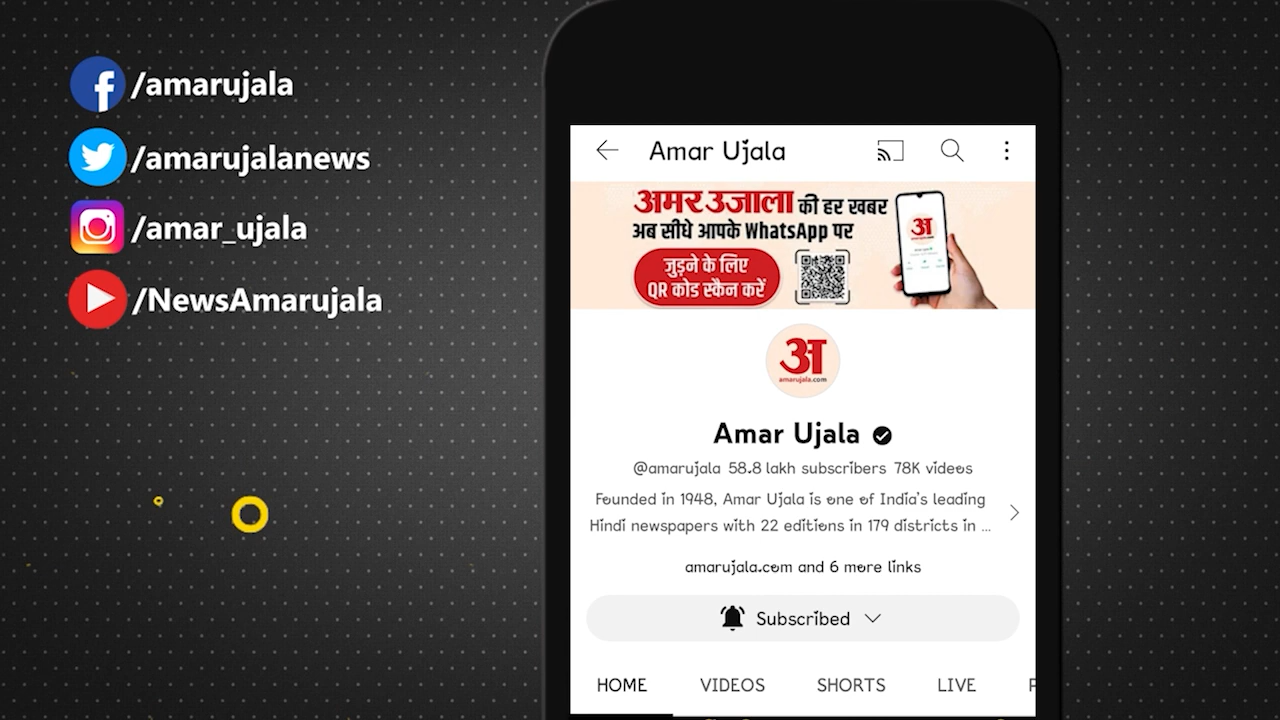 /amarujala
/amarujalanews
/amar_ujala
/NewsAmarujala
Amar Ujala
अमर उजाला की हर खबर
अब सीधे आपके WhatsApp पर
जुड़ने के लिए
QR कोड स्कैन करें
अ
अ
amarujala.com
Amar Ujala
@amarujala 58.8 lakh subscribers 78K videos
Founded in 1948, Amar Ujala is one of India's leading
Hindi newspapers with 22 editions in 179 districts in ...
amarujala.com and 6 more links
Subscribed
HOME VIDEOS SHORTS LIVE